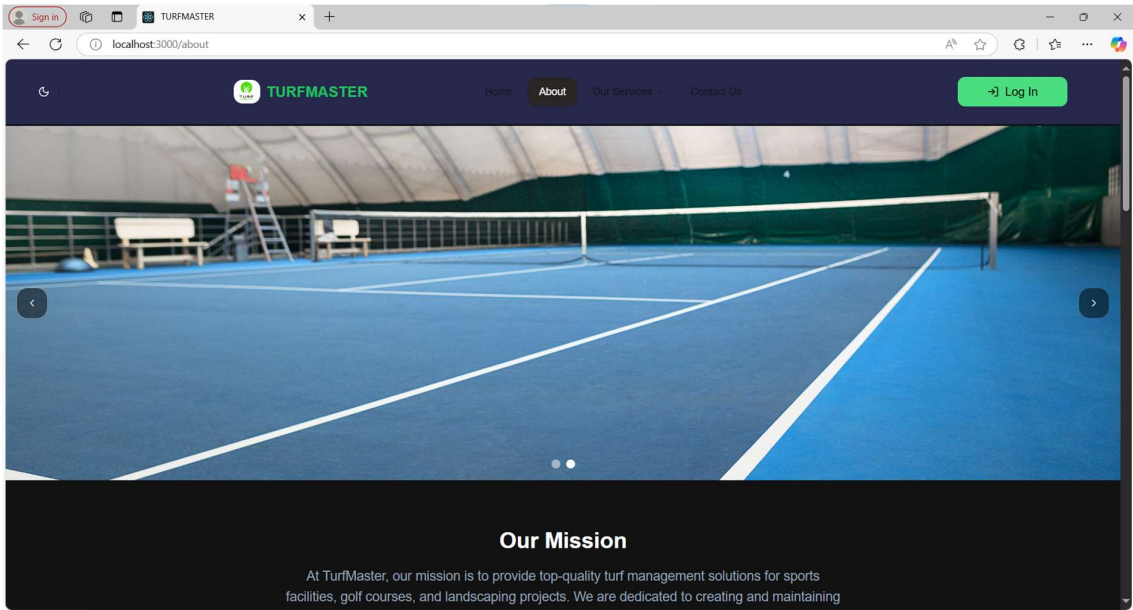 Sign in
TURFMASTER
localhost:3000/about
TURF
TURFMASTER
Home
About
Our Services
Contact Us
Log In
Our Mission
At TurfMaster, our mission is to provide top-quality turf management solutions for sports
facilities, golf courses, and landscaping projects. We are dedicated to creating and maintaining